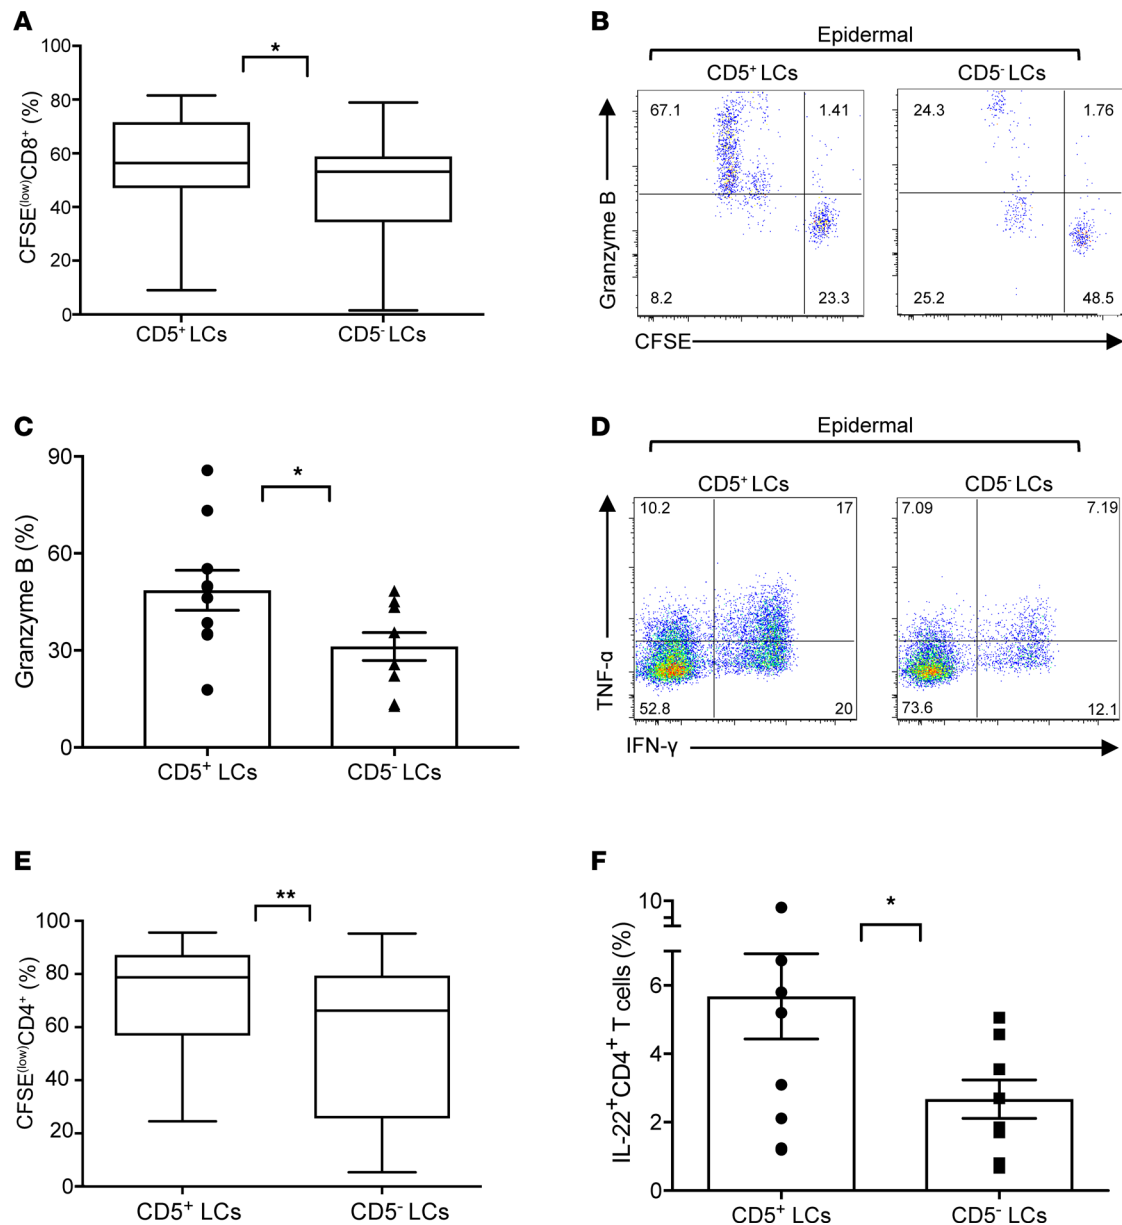 A
CFSE(low)CD8+ (%)
100
80
60
40
20
0
*
CD5+ LCs
CD5- LCs
B
Epidermal
CD5+ LCs
CD5- LCs
Granzyme B
67.1
1.41
8.2
23.3
24.3
1.76
25.2
48.5
CFSE
C
Granzyme B (%)
90
60
30
0
*
CD5+ LCs
CD5- LCs
D
Epidermal
CD5+ LCs
CD5- LCs
TNF-α
10.2
17
52.8
20
7.09
7.19
73.6
12.1
IFN-γ
E
CFSE(low)CD4+ (%)
100
80
60
40
20
0
**
CD5+ LCs
CD5- LCs
F
IL-22+CD4+ T cells (%)
10
6
4
2
0
*
CD5+ LCs
CD5- LCs